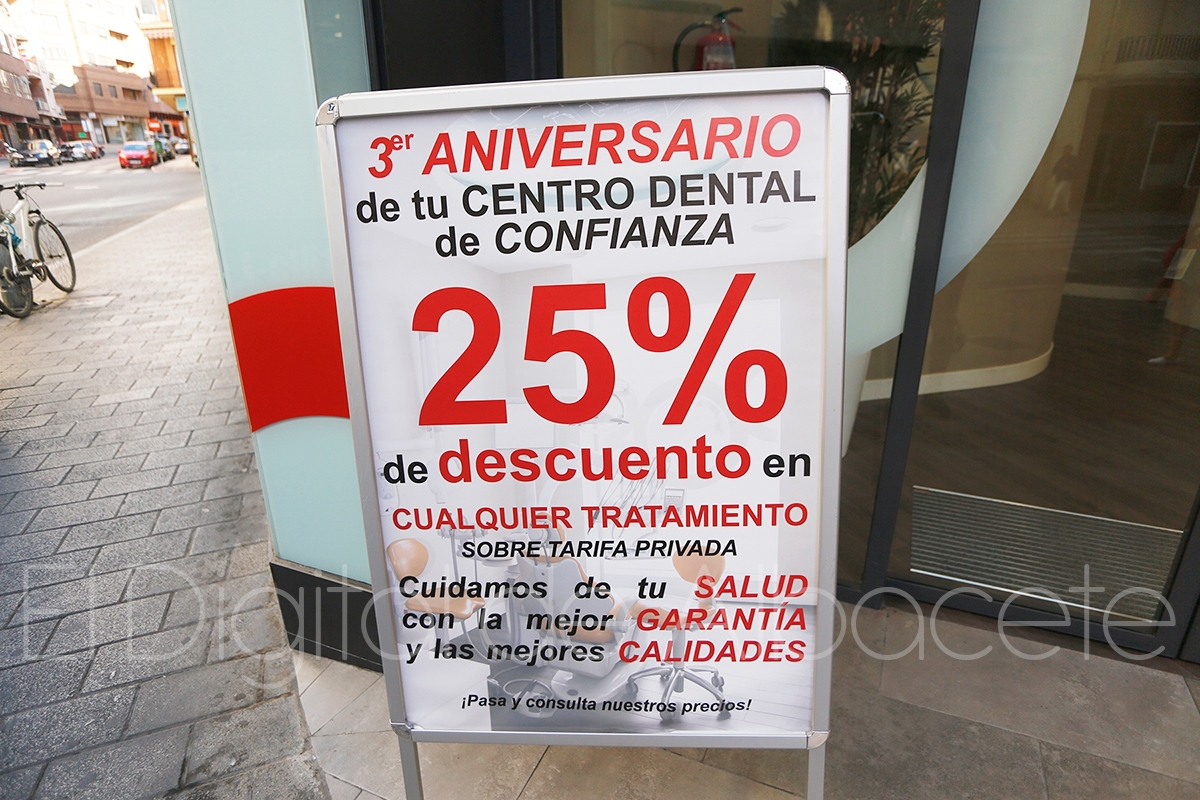 3er ANIVERSARIO
de tu CENTRO DENTAL
de CONFIANZA
25%
de descuento en
CUALQUIER TRATAMIENTO
SOBRE TARIFA PRIVADA
Cuidamos de tu SALUD
con la mejor GARANTÍA
y las mejores CALIDADES
¡Pasa y consulta nuestros precios!
El Digital de Albacete